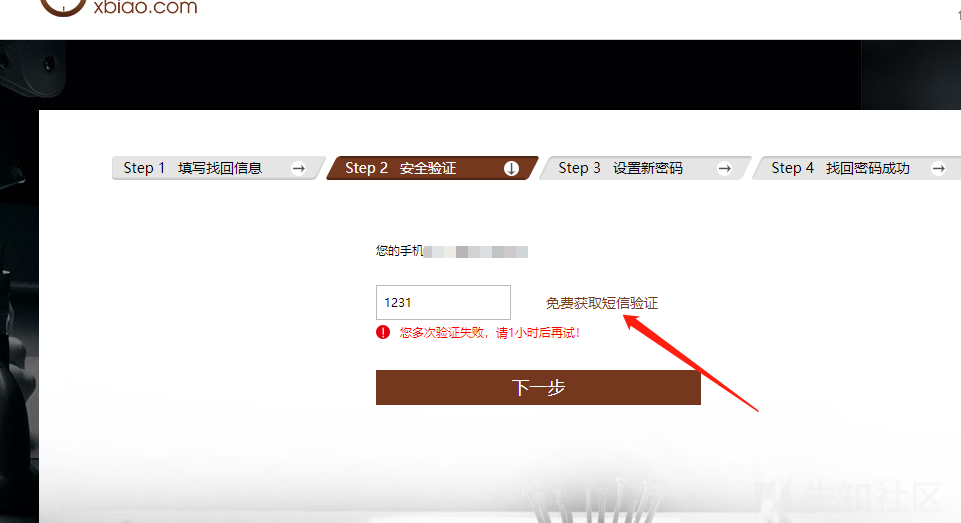 xbiao.com
Step 1 填写找回信息
Step 2 安全验证
Step 3 设置新密码
Step 4 找回密码成功
您的手机
1231
免费获取短信验证
您多次验证失败，请1小时后再试！
下一步
先知社区